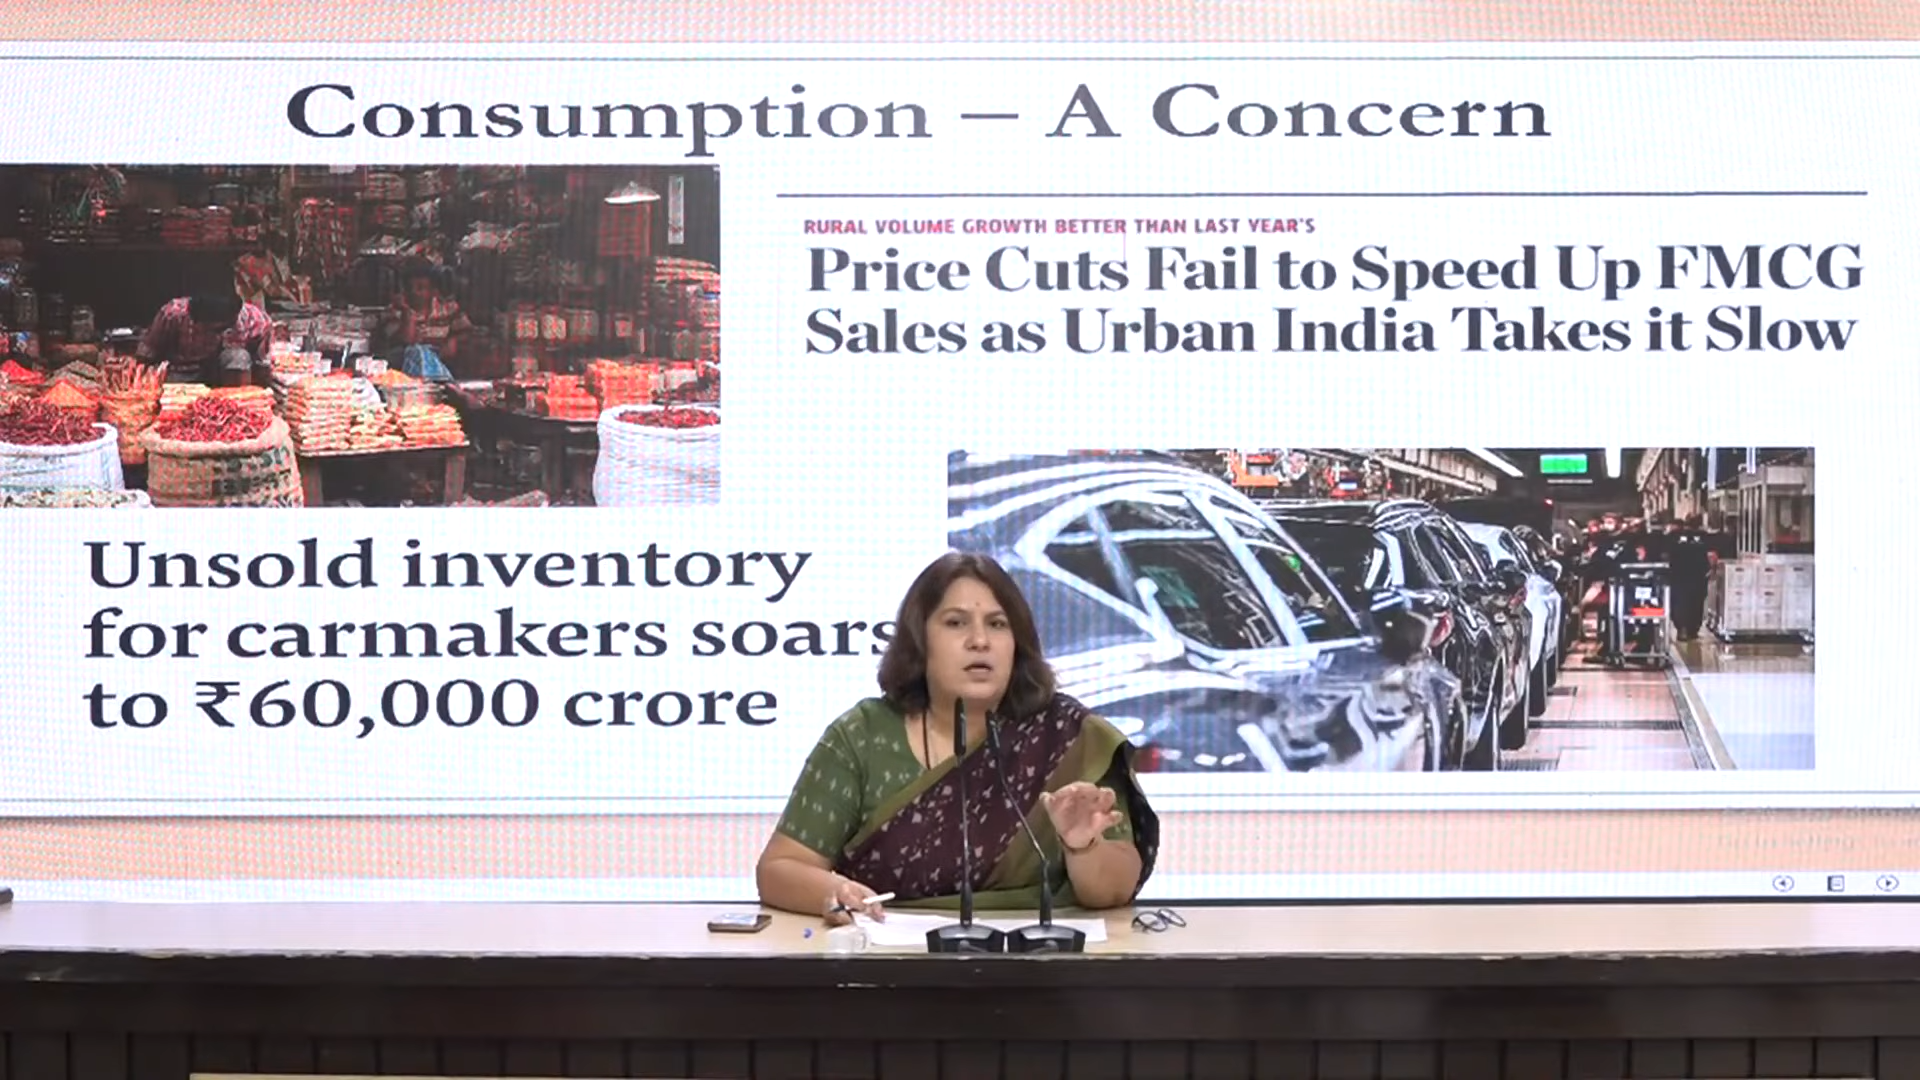 Consumption – A Concern
RURAL VOLUME GROWTH BETTER THAN LAST YEAR'S
Price Cuts Fail to Speed Up FMCG
Sales as Urban India Takes it Slow
Unsold inventory
for carmakers soars
to ₹60,000 crore